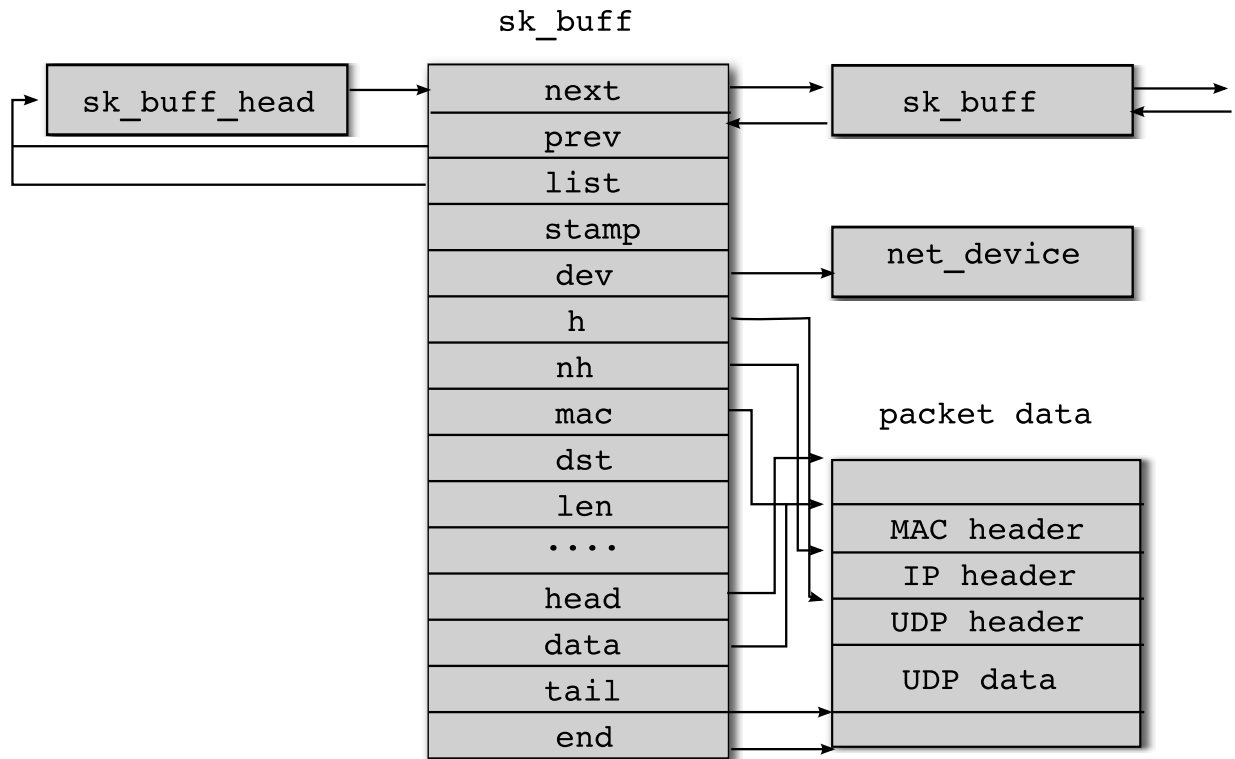 sk_buff
sk_buff_head
next
prev
list
stamp
dev
h
nh
mac
dst
len
....
head
data
tail
end
sk_buff
net_device
packet data
MAC header
IP header
UDP header
UDP data